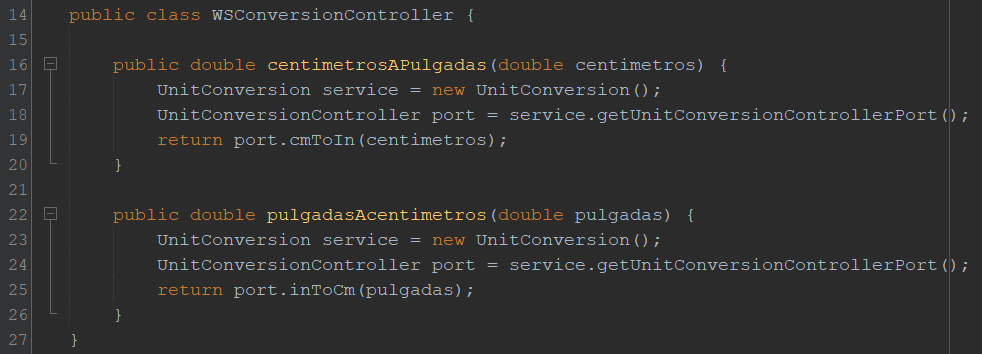 14 public class WSConversionController {
15
16 public double centimetrosAPulgadas(double centimetros) {
17 UnitConversion service = new UnitConversion();
18 UnitConversionController port = service.getUnitConversionControllerPort();
19 return port.cmToIn(centimetros);
20 }
21
22 public double pulgadasAcentimetros(double pulgadas) {
23 UnitConversion service = new UnitConversion();
24 UnitConversionController port = service.getUnitConversionControllerPort();
25 return port.inToCm(pulgadas);
26 }
27 }